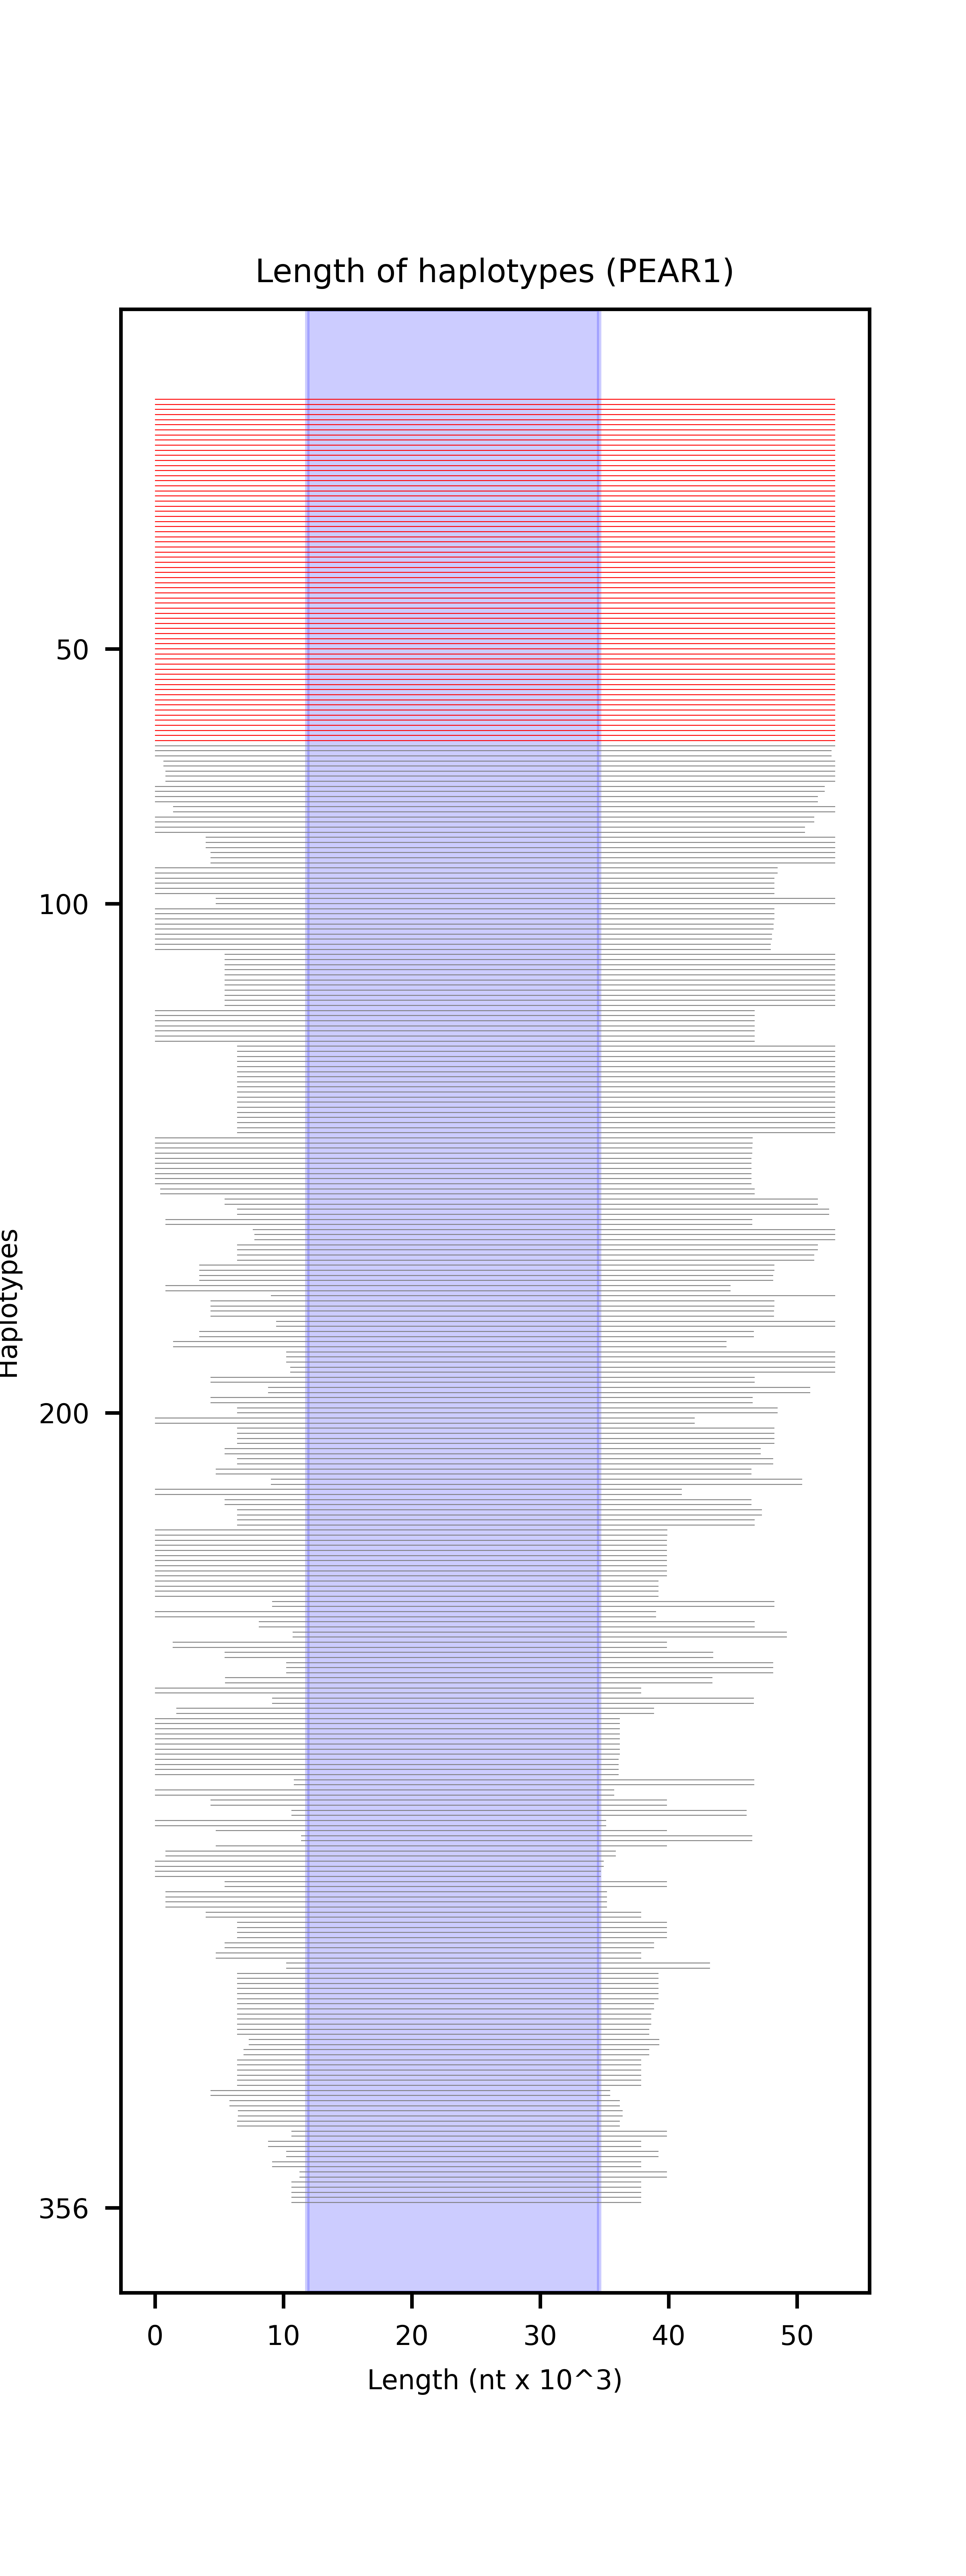 Length of haplotypes (PEAR1)
50
100
Haplotypes
200
356
0 10 20 30 40 50
Length (nt x 10^3)